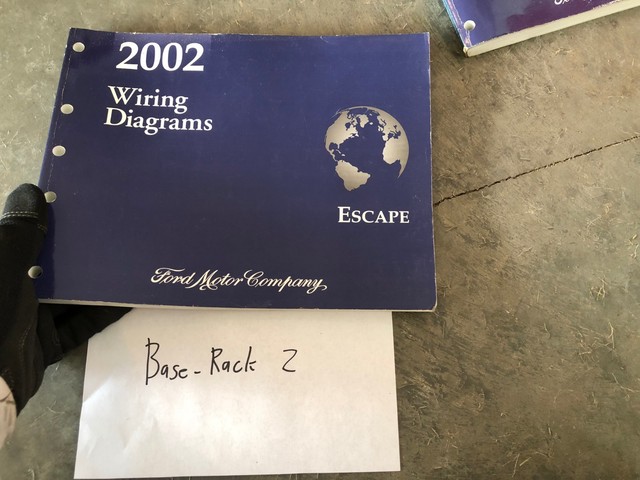 2002
Wiring
Diagrams
ESCAPE
Ford Motor Company
Base-Rack 2